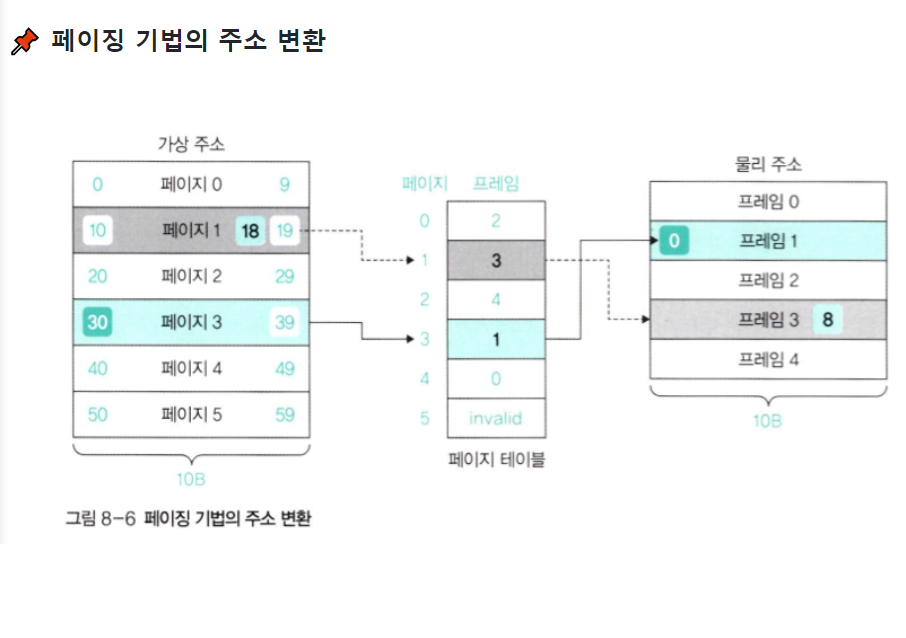 📌 페이징 기법의 주소 변환
가상 주소
0 페이지 0 9
10 페이지 1 18 19
20 페이지 2 29
30 페이지 3 39
40 페이지 4 49
50 페이지 5 59
10B
페이지 프레임
0 2
1 3
2 4
3 1
4 0
5 invalid
페이지 테이블
물리 주소
프레임 0
0 프레임 1
프레임 2
프레임 3 8
프레임 4
10B
그림 8-6 페이징 기법의 주소 변환